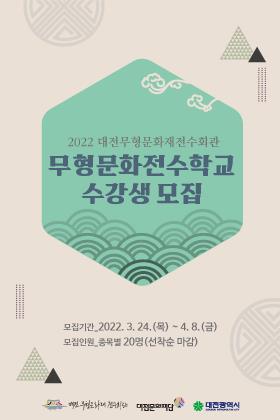 2022 대전무형문화재전수회관
무형문화전수학교
수강생 모집
모집기간_2022. 3. 24.(목) ~ 4. 8.(금)
모집인원_종목별 20명(선착순 마감)
대전문화재단
대전광역시